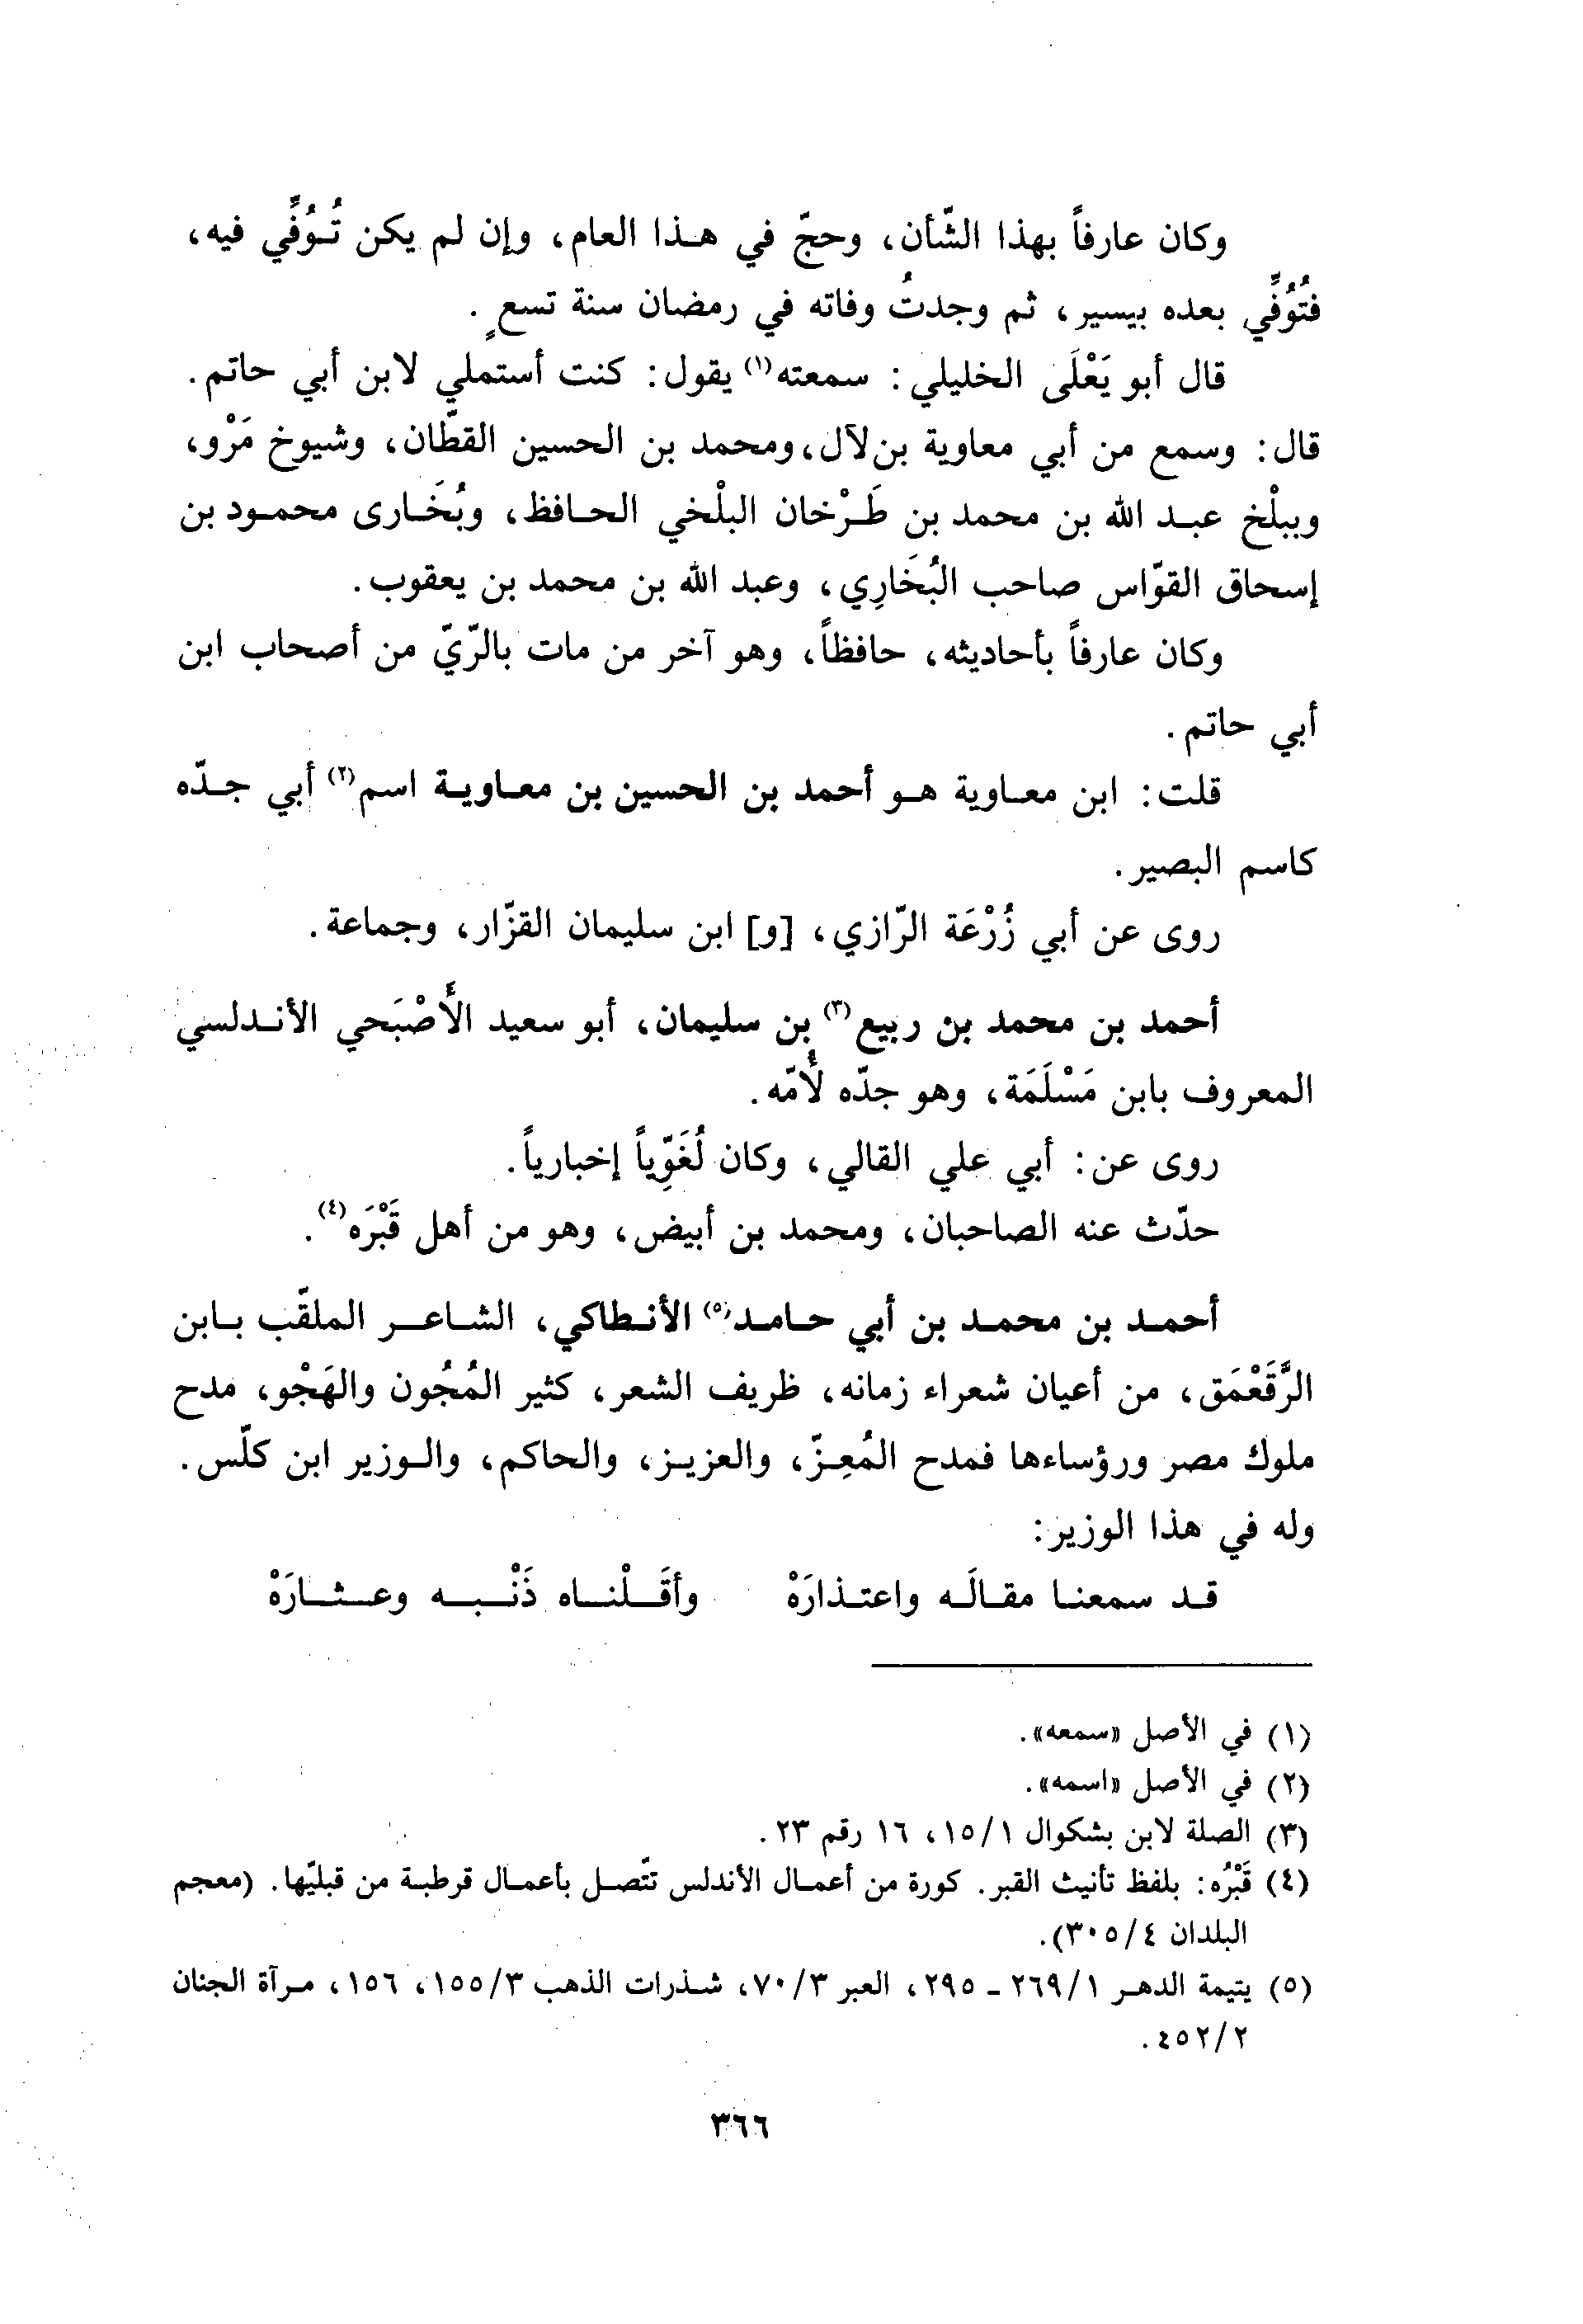 وكان عارفاً بهذا الشّأن، وحجّ في هذا العام، وإن لم يكن تُوُفِّي فيه،
فتُوُفِّي بعده بيسير، ثم وجدتُ وفاته في رمضان سنة تسعٍ.
قال أبو يَعْلَى الخليلي: سمعته(١) يقول: كنت أستملي لابن أبي حاتم.
قال: وسمع من أبي معاوية بن لآل، ومحمد بن الحسين القطّان، وشيوخ مَرْو،
وببلْخ عبد الله بن محمد بن طَرْخان البلْخي الحافظ، وبُخَارى محمود بن
إسحاق القوّاس صاحب البُخَارِي، وعبد الله بن محمد بن يعقوب.
وكان عارفاً بأحاديثه، حافظاً، وهو آخر من مات بالرّيّ من أصحاب ابن
أبي حاتم.
قلت: ابن معاوية هو أحمد بن الحسين بن معاوية اسم(٢) أبي جدّه
كاسم البصير.
روى عن أبي زُرْعَة الرّازي، [و] ابن سليمان القزّار، وجماعة.
أحمد بن محمد بن ربيع(٣) بن سليمان، أبو سعيد الأَصْبَحي الأندلسي
المعروف بابن مَسْلَمَة، وهو جدّه لأُمّه.
روى عن: أبي علي القالي، وكان لُغَوِّياً إخبارياً.
حدّث عنه الصاحبان، ومحمد بن أبيض، وهو من أهل قَبْرَه(٤).
أحمد بن محمد بن أبي حامد(٥) الأنطاكي، الشاعر الملقّب بابن
الرَّقَعْمَق، من أعيان شعراء زمانه، ظريف الشعر، كثير المُجُون والهَجْو، مدح
ملوك مصر ورؤساءها فمدح المُعِزّ، والعزيز، والحاكم، والوزير ابن كلّس.
وله في هذا الوزير:
قد سمعنا مقالَه واعتذارَهْ وأقَلْناه ذَنْبه وعثارَهْ
(١) في الأصل «سمعه».
(٢) في الأصل «اسمه».
(٣) الصلة لابن بشكوال ١/١٥، ١٦ رقم ٢٣.
(٤) قَبْرُه: بلفظ تأنيث القبر. كورة من أعمال الأندلس تتّصل بأعمال قرطبة من قبليّها. (معجم
البلدان ٤/٣٠٥).
(٥) يتيمة الدهر ١/٢٦٩ - ٢٩٥، العبر ٣/٧٠، شذرات الذهب ٣/١٥٥، ١٥٦، مرآة الجنان
٢/٤٥٢.
٣٦٦